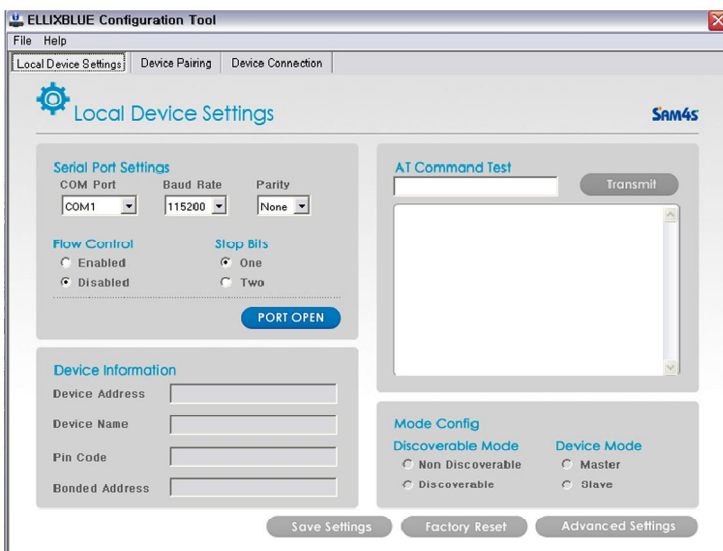 ELLIXBLUE Configuration Tool
File Help
Local Device Settings Device Pairing Device Connection
Local Device Settings
SAM4S
Serial Port Settings
COM Port Baud Rate Parity
COM1 115200 None
Flow Control Stop Bits
Enabled One
Disabled Two
PORT OPEN
AT Command Test
Transmit
Device Information
Device Address
Device Name
Pin Code
Bonded Address
Mode Config
Discoverable Mode Device Mode
Non Discoverable Master
Discoverable Slave
Save Settings Factory Reset Advanced Settings